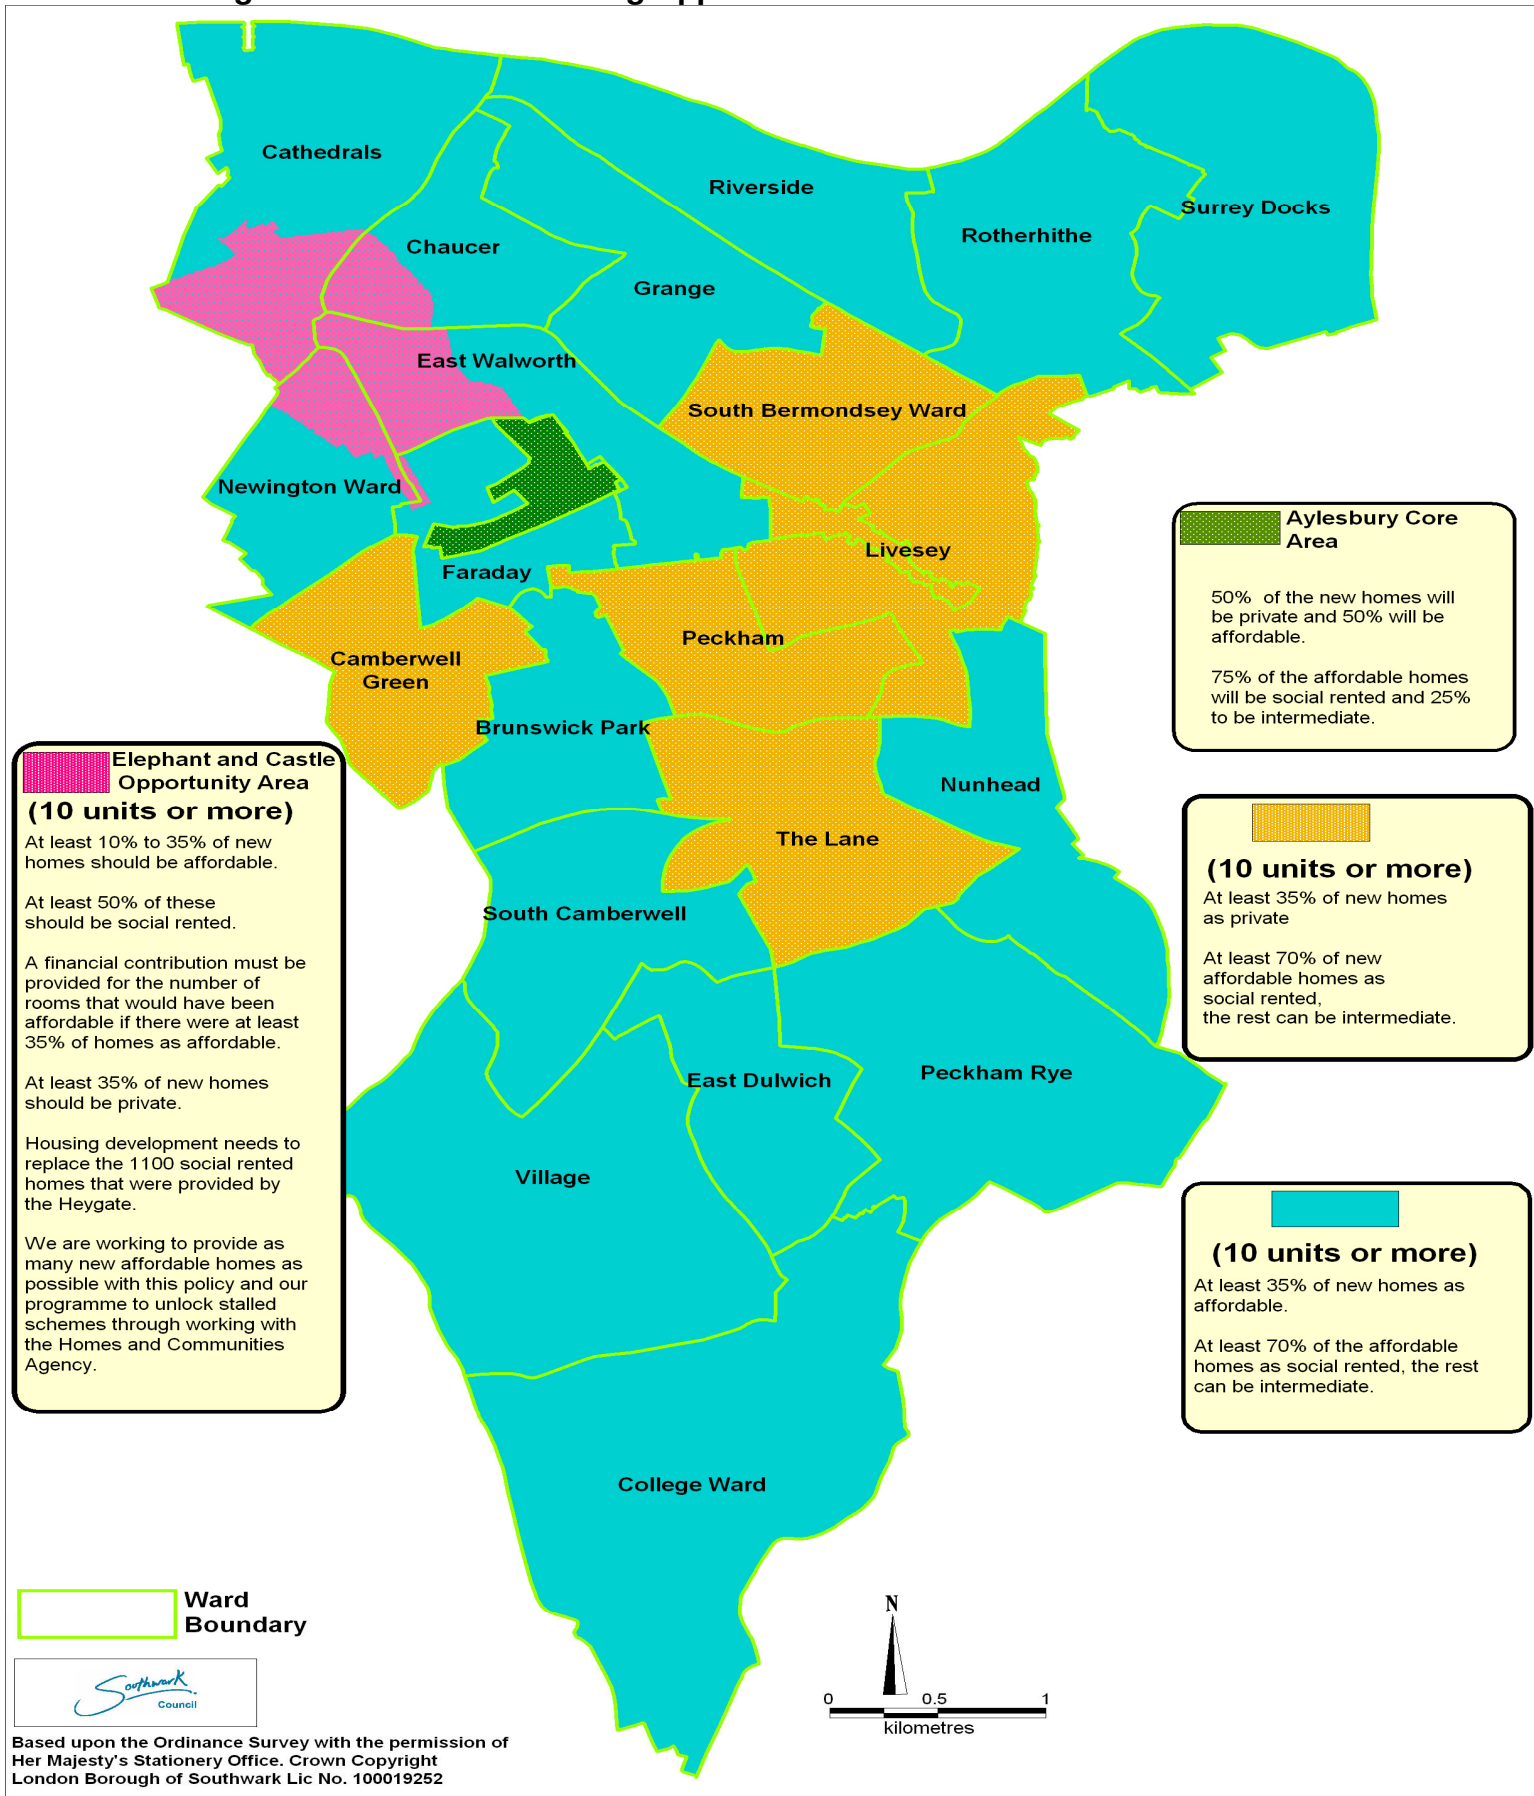 Cathedrals
Riverside
Surrey Docks
Rotherhithe
Chaucer
Grange
East Walworth
South Bermondsey Ward
Newington Ward
Livesey
Faraday
Peckham
Camberwell
Green
Brunswick Park
Nunhead
The Lane
South Camberwell
Peckham Rye
East Dulwich
Village
College Ward
Aylesbury Core
Area
50% of the new homes will
be private and 50% will be
affordable.
75% of the affordable homes
will be social rented and 25%
to be intermediate.
Elephant and Castle
Opportunity Area
(10 units or more)
At least 10% to 35% of new
homes should be affordable.
At least 50% of these
should be social rented.
A financial contribution must be
provided for the number of
rooms that would have been
affordable if there were at least
35% of homes as affordable.
At least 35% of new homes
should be private.
Housing development needs to
replace the 1100 social rented
homes that were provided by
the Heygate.
We are working to provide as
many new affordable homes as
possible with this policy and our
programme to unlock stalled
schemes through working with
the Homes and Communities
Agency.
(10 units or more)
At least 35% of new homes
as private
At least 70% of new
affordable homes as
social rented,
the rest can be intermediate.
(10 units or more)
At least 35% of new homes as
affordable.
At least 70% of the affordable
homes as social rented, the rest
can be intermediate.
Ward
Boundary
Southwark
Council
N
0 0.5 1
kilometres
Based upon the Ordinance Survey with the permission of
Her Majesty's Stationery Office. Crown Copyright
London Borough of Southwark Lic No. 100019252